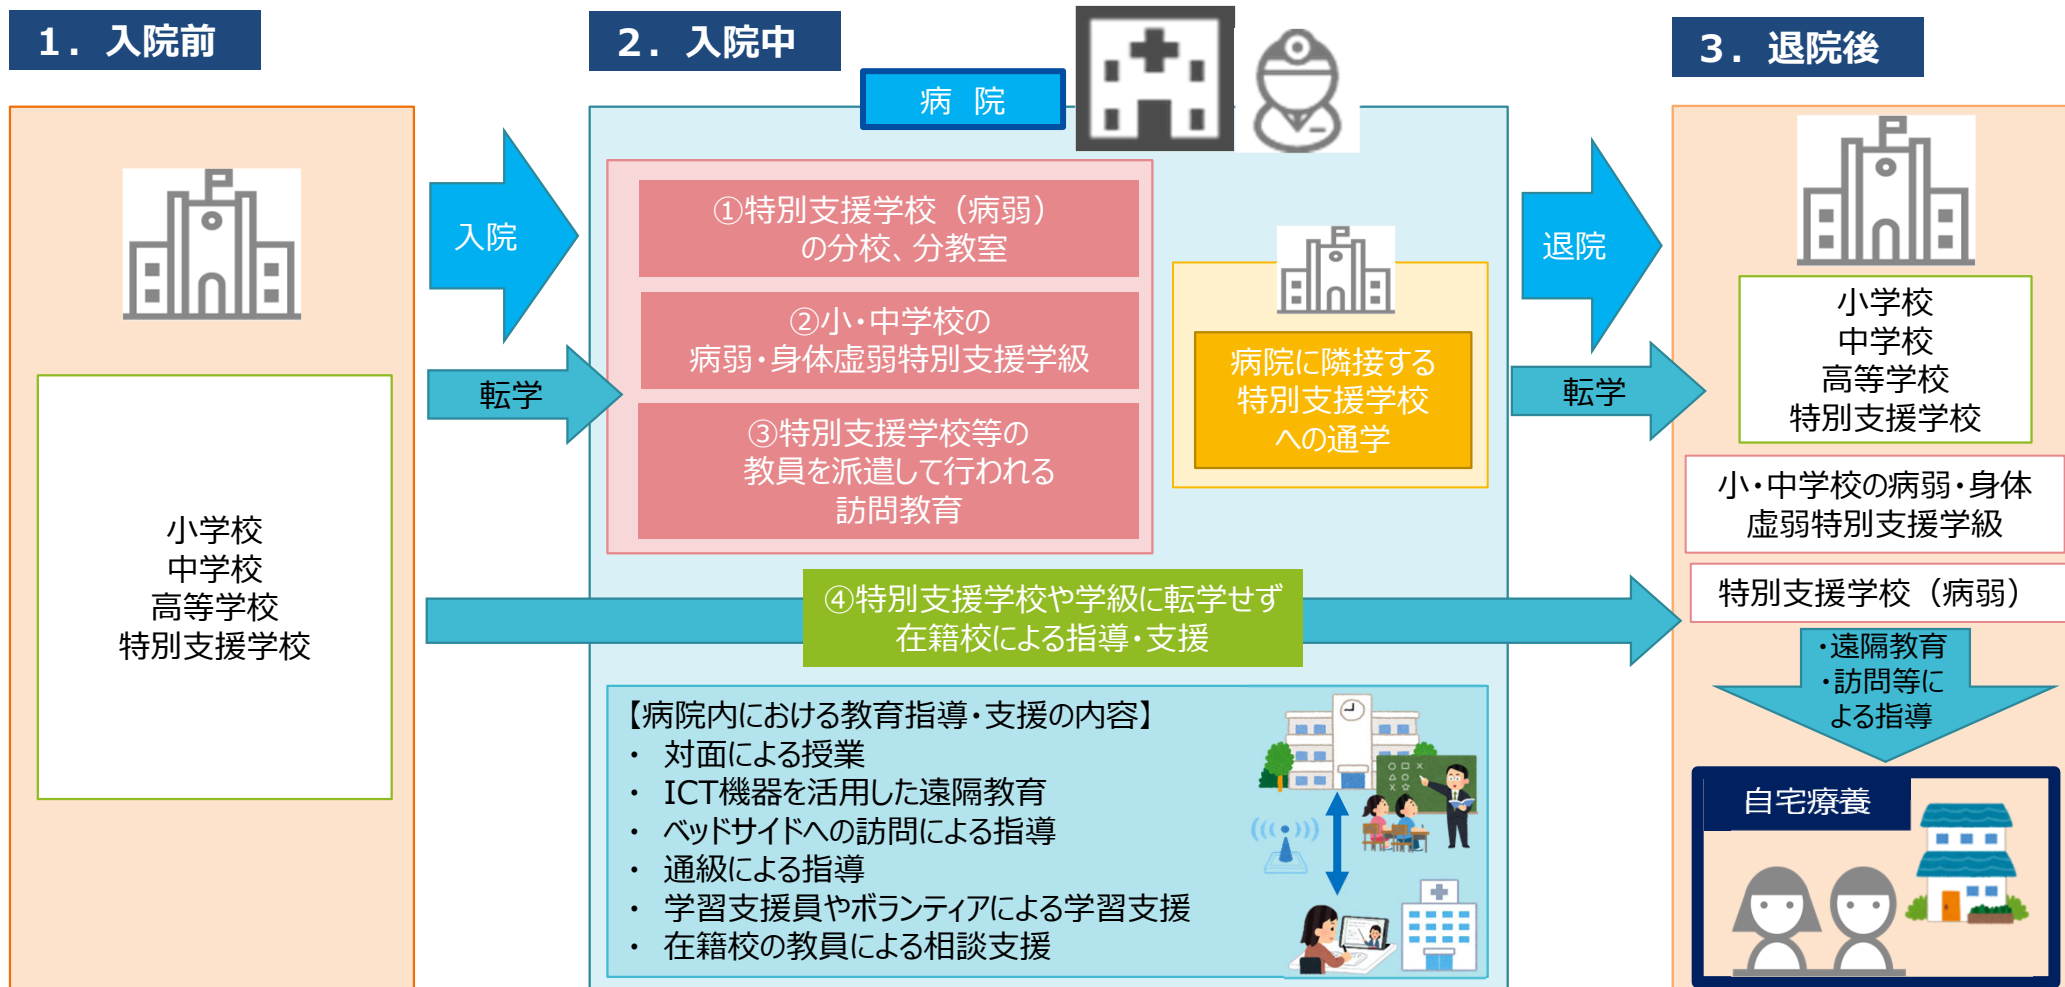 1．入院前
小学校
中学校
高等学校
特別支援学校
入院
転学
2．入院中
病 院
①特別支援学校（病弱）
の分校、分教室
②小・中学校の
病弱・身体虚弱特別支援学級
③特別支援学校等の
教員を派遣して行われる
訪問教育
病院に隣接する
特別支援学校
への通学
④特別支援学校や学級に転学せず
在籍校による指導・支援
【病院内における教育指導・支援の内容】
・ 対面による授業
・ ICT機器を活用した遠隔教育
・ ベッドサイドへの訪問による指導
・ 通級による指導
・ 学習支援員やボランティアによる学習支援
・ 在籍校の教員による相談支援
退院
転学
3．退院後
小学校
中学校
高等学校
特別支援学校
小・中学校の病弱・身体
虚弱特別支援学級
特別支援学校（病弱）
・遠隔教育
・訪問等に
よる指導
自宅療養